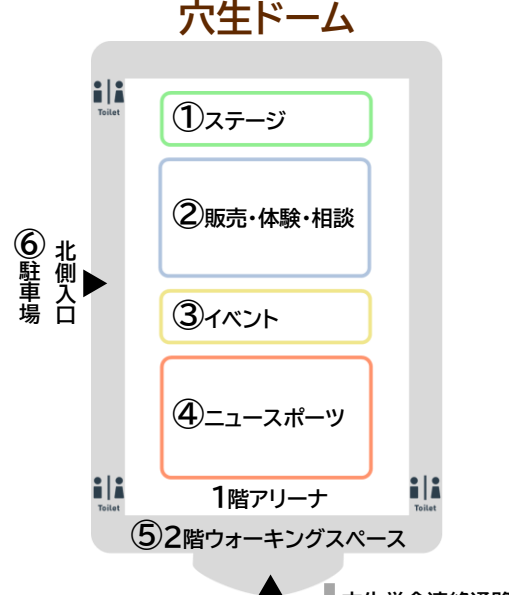 穴生ドーム
Toilet
①ステージ
②販売・体験・相談
⑥駐車場
北側入口
③イベント
④ニュースポーツ
Toilet
1階アリーナ
Toilet
⑤2階ウォーキングスペース